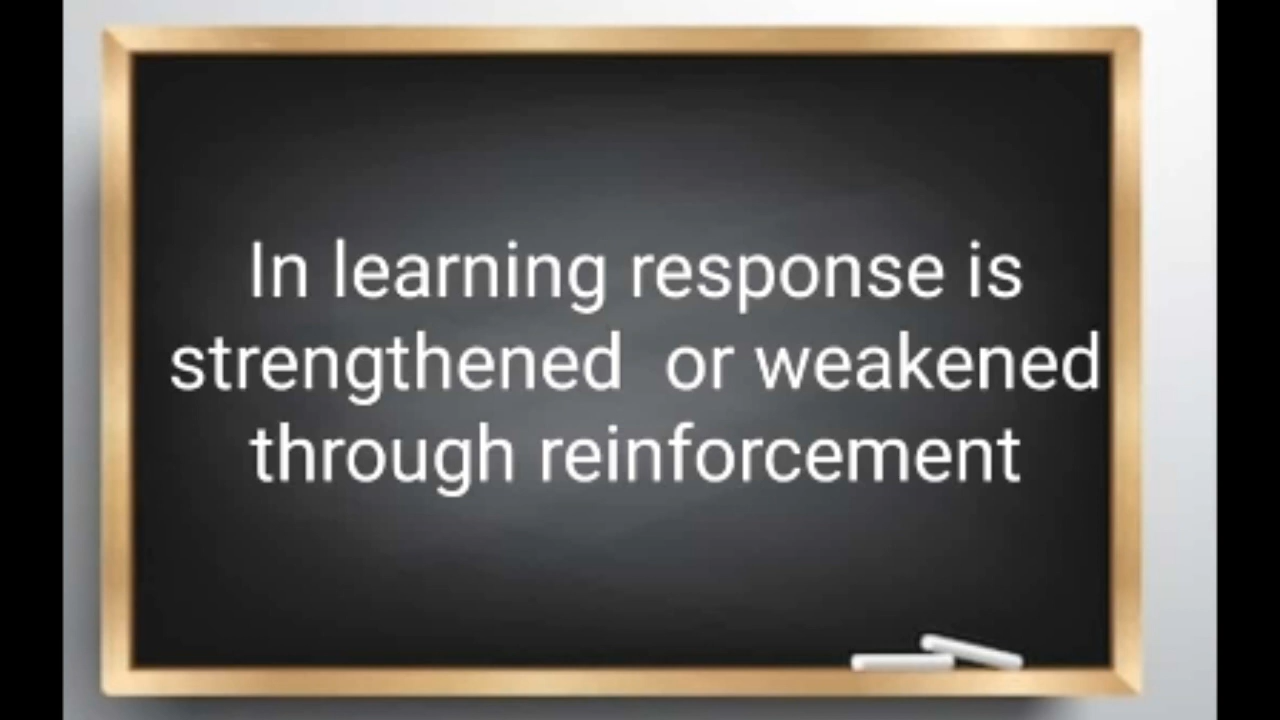 In learning response is
strengthened  or weakened
through reinforcement